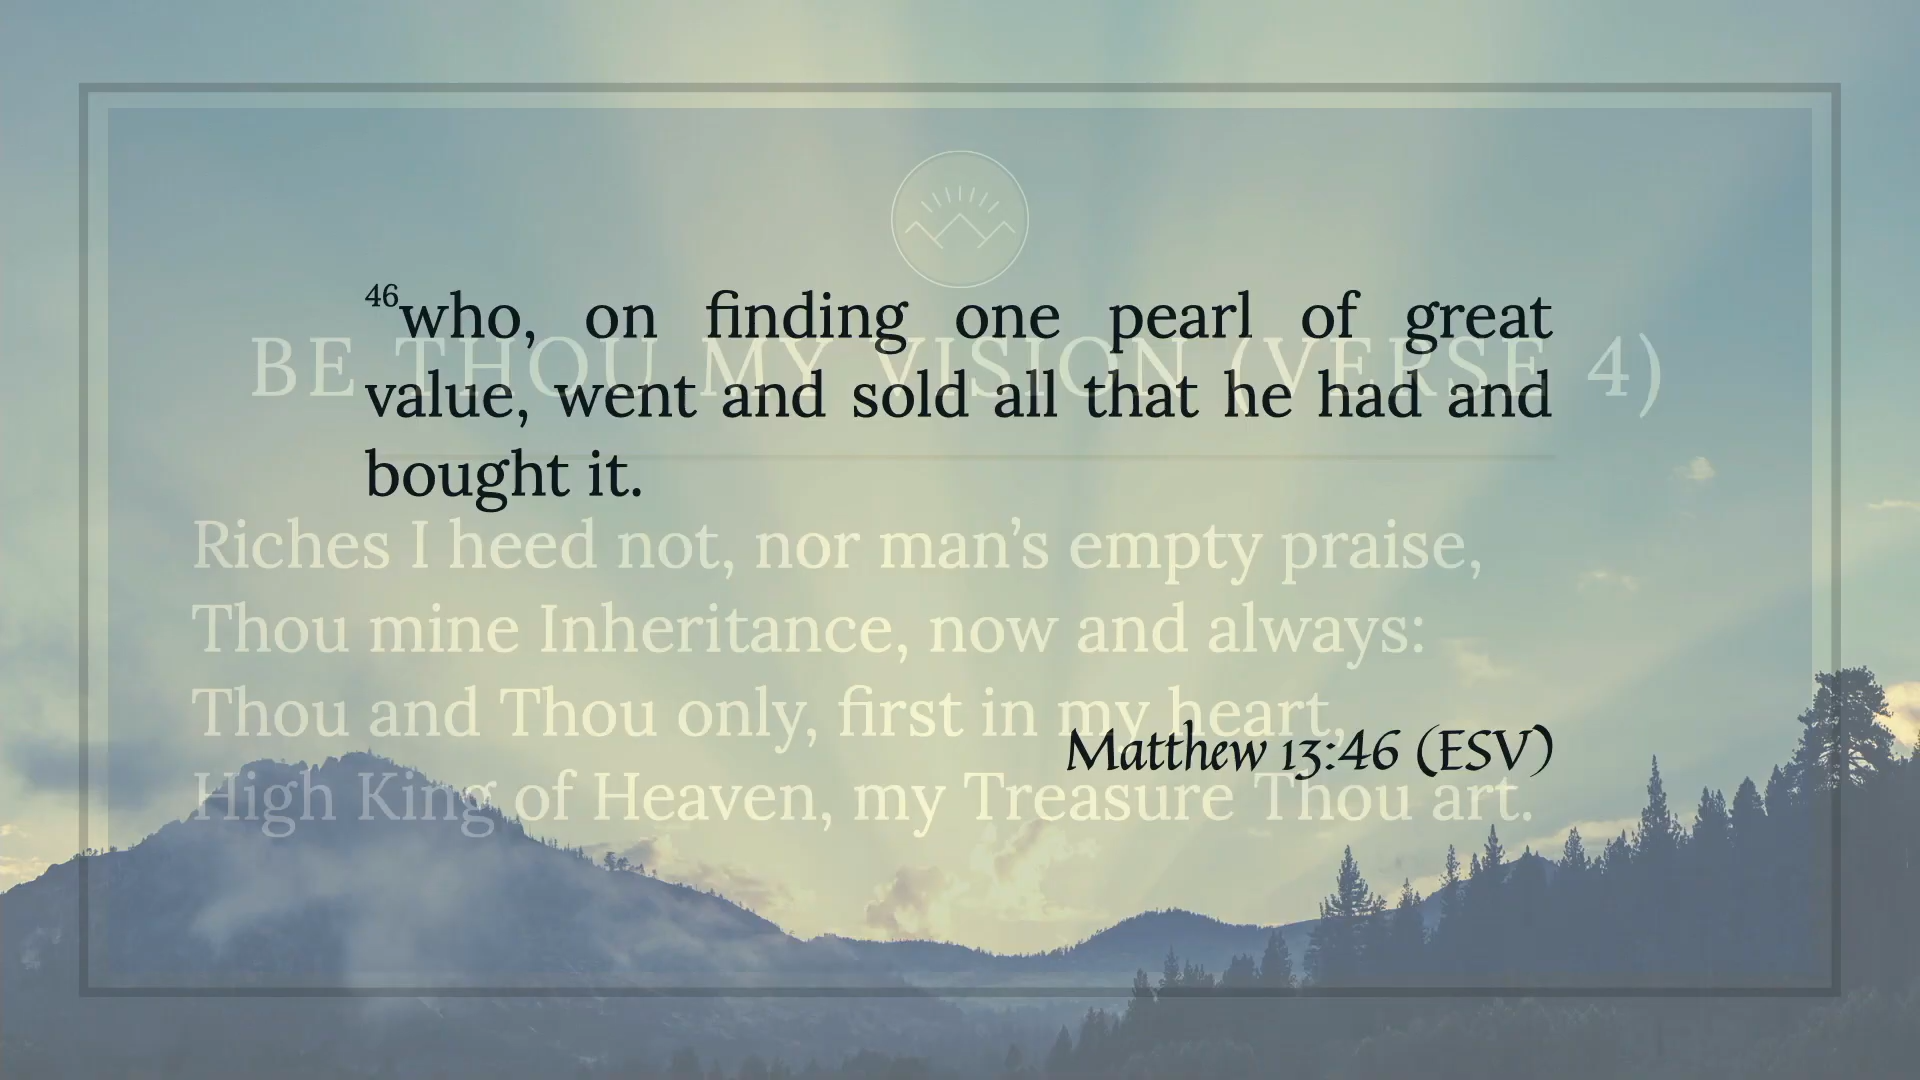 46who, on finding one pearl of great
value, went and sold all that he had and
bought it.
Matthew 13:46 (ESV)
BE THOU MY VISION (VERSE 4)
Riches I heed not, nor man’s empty praise,
Thou mine Inheritance, now and always:
Thou and Thou only, first in my heart,
High King of Heaven, my Treasure Thou art.